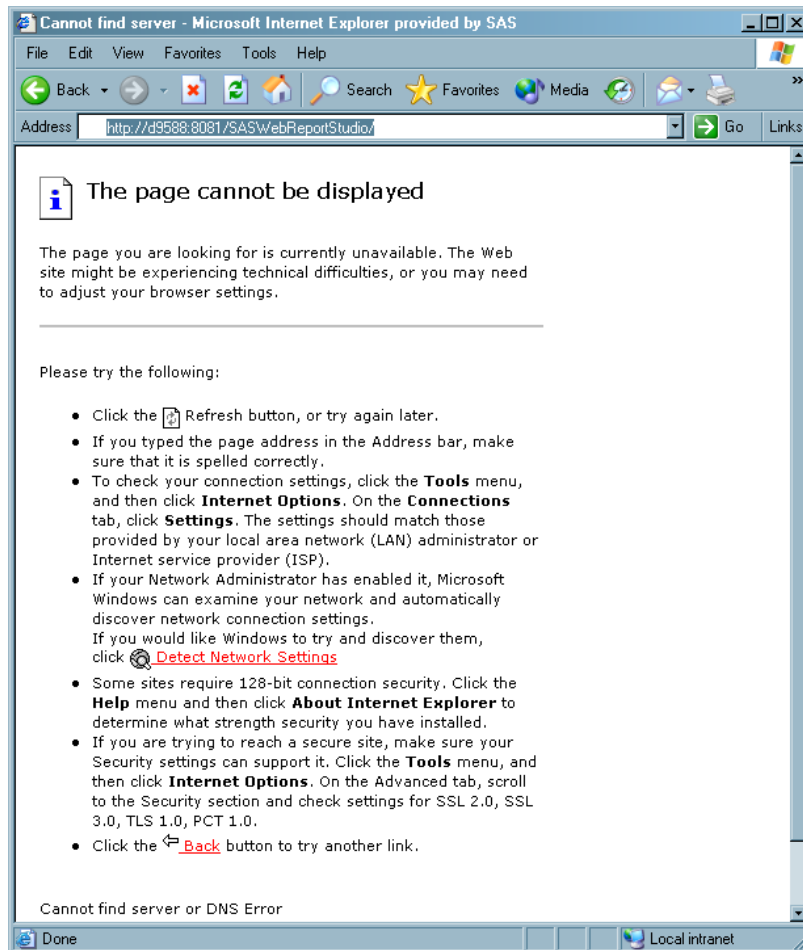 Cannot find server - Microsoft Internet Explorer provided by SAS
File Edit View Favorites Tools Help
Back Search Favorites Media »
Address http://d9588:8081/SASWebReportStudio/ Go Links
The page cannot be displayed
The page you are looking for is currently unavailable. The Web
site might be experiencing technical difficulties, or you may need
to adjust your browser settings.
Please try the following:
● Click the Refresh button, or try again later.
● If you typed the page address in the Address bar, make
sure that it is spelled correctly.
● To check your connection settings, click the Tools menu,
and then click Internet Options. On the Connections
tab, click Settings. The settings should match those
provided by your local area network (LAN) administrator or
Internet service provider (ISP).
● If your Network Administrator has enabled it, Microsoft
Windows can examine your network and automatically
discover network connection settings.
If you would like Windows to try and discover them,
click Detect Network Settings
● Some sites require 128-bit connection security. Click the
Help menu and then click About Internet Explorer to
determine what strength security you have installed.
● If you are trying to reach a secure site, make sure your
Security settings can support it. Click the Tools menu, and
then click Internet Options. On the Advanced tab, scroll
to the Security section and check settings for SSL 2.0, SSL
3.0, TLS 1.0, PCT 1.0.
● Click the Back button to try another link.
Cannot find server or DNS Error
Done Local intranet